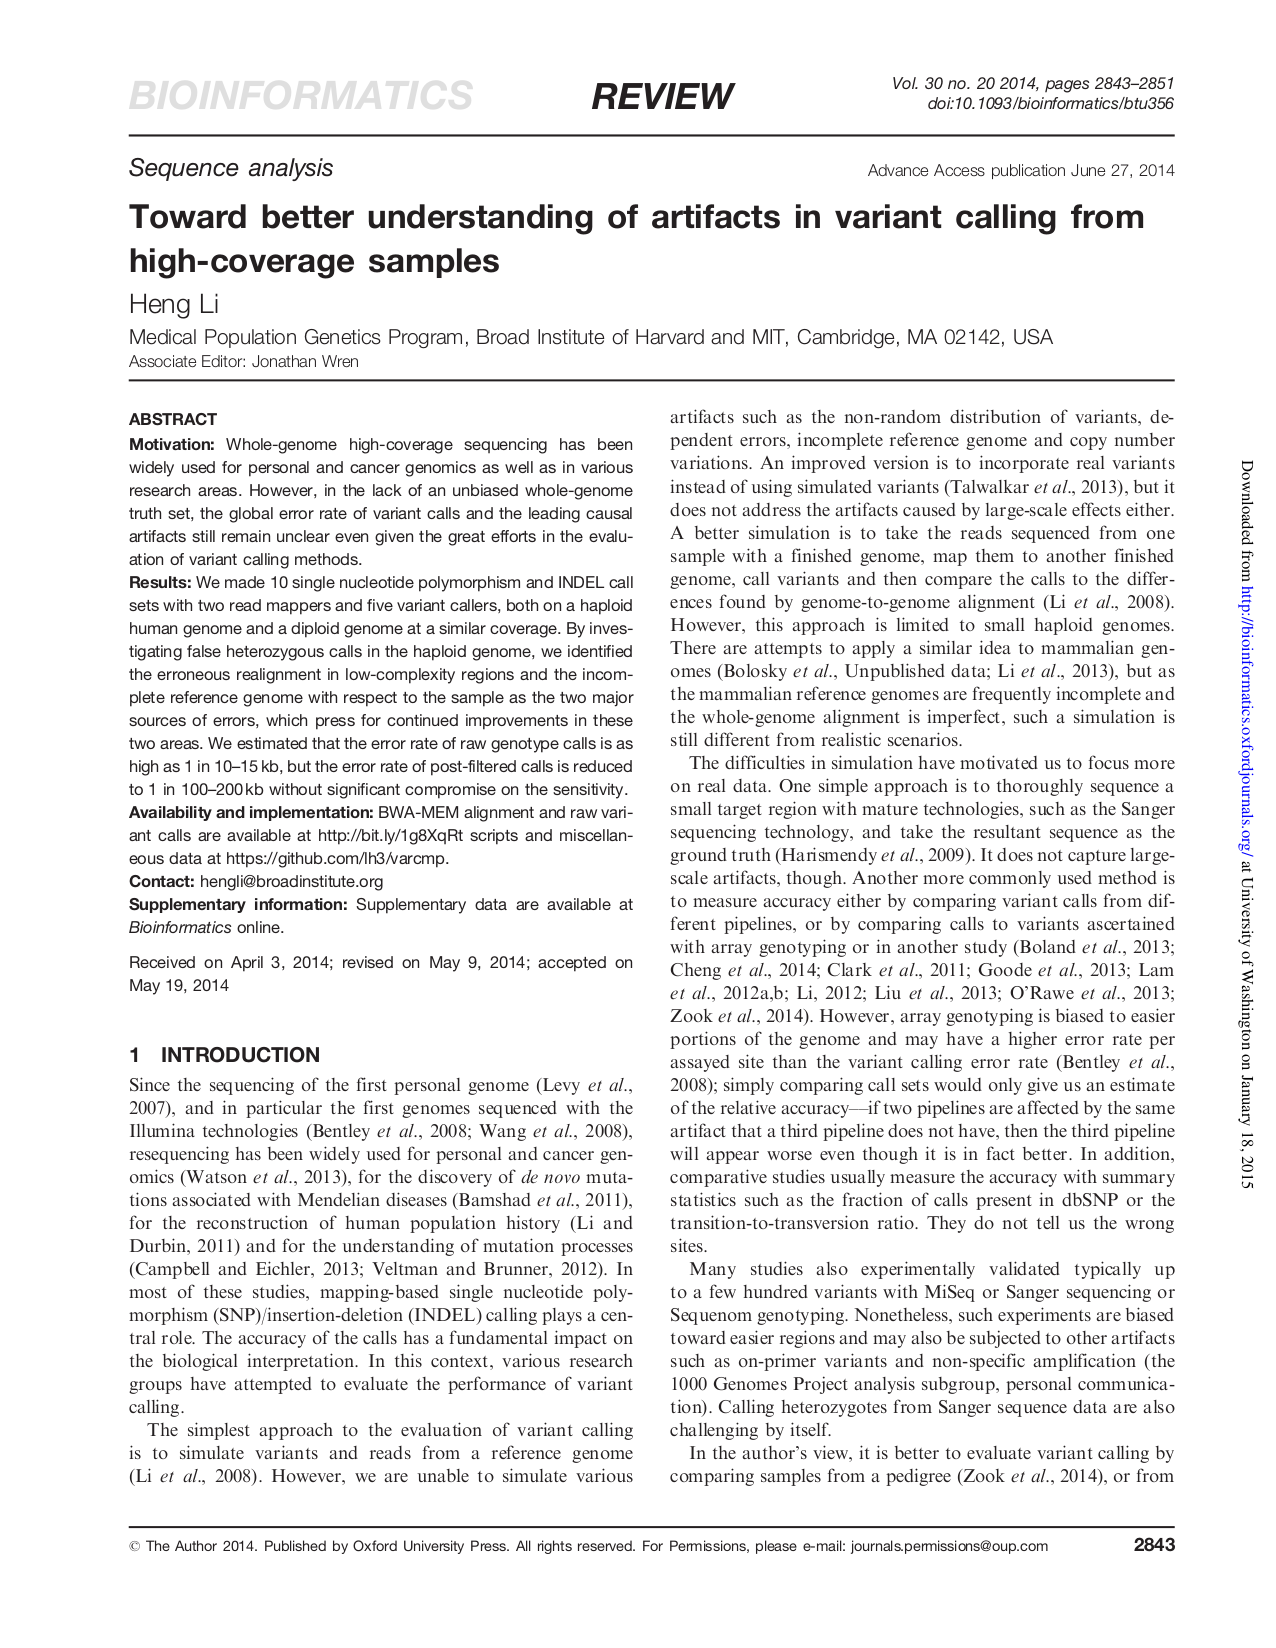 BIOINFORMATICS
REVIEW
Vol. 30 no. 20 2014, pages 2843–2851
doi:10.1093/bioinformatics/btu356
Sequence analysis
Advance Access publication June 27, 2014
Toward better understanding of artifacts in variant calling from
high-coverage samples
Heng Li
Medical Population Genetics Program, Broad Institute of Harvard and MIT, Cambridge, MA 02142, USA
Associate Editor: Jonathan Wren
ABSTRACT
Motivation: Whole-genome high-coverage sequencing has been
widely used for personal and cancer genomics as well as in various
research areas. However, in the lack of an unbiased whole-genome
truth set, the global error rate of variant calls and the leading causal
artifacts still remain unclear even given the great efforts in the evalu-
ation of variant calling methods.
Results: We made 10 single nucleotide polymorphism and INDEL call
sets with two read mappers and five variant callers, both on a haploid
human genome and a diploid genome at a similar coverage. By inves-
tigating false heterozygous calls in the haploid genome, we identified
the erroneous realignment in low-complexity regions and the incom-
plete reference genome with respect to the sample as the two major
sources of errors, which press for continued improvements in these
two areas. We estimated that the error rate of raw genotype calls is as
high as 1 in 10–15 kb, but the error rate of post-filtered calls is reduced
to 1 in 100–200 kb without significant compromise on the sensitivity.
Availability and implementation: BWA-MEM alignment and raw vari-
ant calls are available at http://bit.ly/1g8XqRt scripts and miscellan-
eous data at https://github.com/lh3/varcmp.
Contact: hengli@broadinstitute.org
Supplementary information: Supplementary data are available at
Bioinformatics online.
Received on April 3, 2014; revised on May 9, 2014; accepted on
May 19, 2014
1 INTRODUCTION
Since the sequencing of the first personal genome (Levy et al.,
2007), and in particular the first genomes sequenced with the
Illumina technologies (Bentley et al., 2008; Wang et al., 2008),
resequencing has been widely used for personal and cancer gen-
omics (Watson et al., 2013), for the discovery of de novo muta-
tions associated with Mendelian diseases (Bamshad et al., 2011),
for the reconstruction of human population history (Li and
Durbin, 2011) and for the understanding of mutation processes
(Campbell and Eichler, 2013; Veltman and Brunner, 2012). In
most of these studies, mapping-based single nucleotide poly-
morphism (SNP)/insertion-deletion (INDEL) calling plays a cen-
tral role. The accuracy of the calls has a fundamental impact on
the biological interpretation. In this context, various research
groups have attempted to evaluate the performance of variant
calling.
The simplest approach to the evaluation of variant calling
is to simulate variants and reads from a reference genome
(Li et al., 2008). However, we are unable to simulate various
artifacts such as the non-random distribution of variants, de-
pendent errors, incomplete reference genome and copy number
variations. An improved version is to incorporate real variants
instead of using simulated variants (Talwalkar et al., 2013), but it
does not address the artifacts caused by large-scale effects either.
A better simulation is to take the reads sequenced from one
sample with a finished genome, map them to another finished
genome, call variants and then compare the calls to the differ-
ences found by genome-to-genome alignment (Li et al., 2008).
However, this approach is limited to small haploid genomes.
There are attempts to apply a similar idea to mammalian gen-
omes (Bolosky et al., Unpublished data; Li et al., 2013), but as
the mammalian reference genomes are frequently incomplete and
the whole-genome alignment is imperfect, such a simulation is
still different from realistic scenarios.
The difficulties in simulation have motivated us to focus more
on real data. One simple approach is to thoroughly sequence a
small target region with mature technologies, such as the Sanger
sequencing technology, and take the resultant sequence as the
ground truth (Harismendy et al., 2009). It does not capture large-
scale artifacts, though. Another more commonly used method is
to measure accuracy either by comparing variant calls from dif-
ferent pipelines, or by comparing calls to variants ascertained
with array genotyping or in another study (Boland et al., 2013;
Cheng et al., 2014; Clark et al., 2011; Goode et al., 2013; Lam
et al., 2012a,b; Li, 2012; Liu et al., 2013; O'Rawe et al., 2013;
Zook et al., 2014). However, array genotyping is biased to easier
portions of the genome and may have a higher error rate per
assayed site than the variant calling error rate (Bentley et al.,
2008); simply comparing call sets would only give us an estimate
of the relative accuracy—if two pipelines are affected by the same
artifact that a third pipeline does not have, then the third pipeline
will appear worse even though it is in fact better. In addition,
comparative studies usually measure the accuracy with summary
statistics such as the fraction of calls present in dbSNP or the
transition-to-transversion ratio. They do not tell us the wrong
sites.
Many studies also experimentally validated typically up
to a few hundred variants with MiSeq or Sanger sequencing or
Sequenom genotyping. Nonetheless, such experiments are biased
toward easier regions and may also be subjected to other artifacts
such as on-primer variants and non-specific amplification (the
1000 Genomes Project analysis subgroup, personal communica-
tion). Calling heterozygotes from Sanger sequence data are also
challenging by itself.
In the author's view, it is better to evaluate variant calling by
comparing samples from a pedigree (Zook et al., 2014), or from
© The Author 2014. Published by Oxford University Press. All rights reserved. For Permissions, please e-mail: journals.permissions@oup.com
2843
Downloaded from http://bioinformatics.oxfordjournals.org/ at University of Washington on January 18, 2015